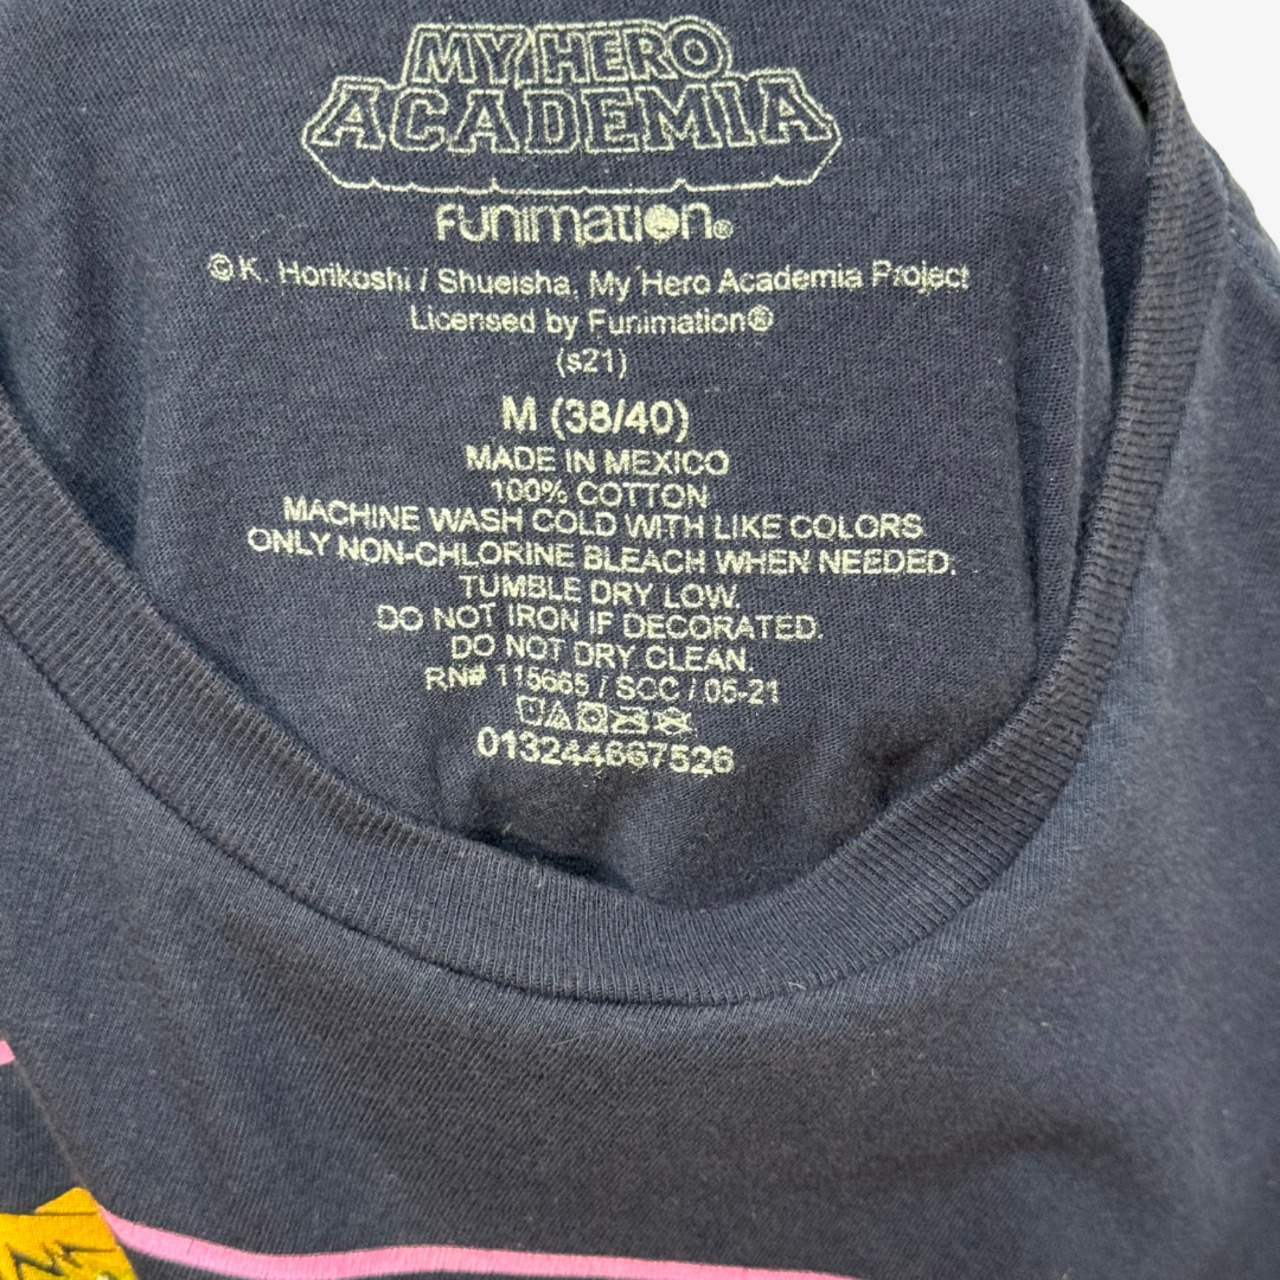 MY HERO
ACADEMIA
FUNimation®
© K. Horikoshi / Shueisha, My Hero Academia Project
Licensed by Funimation®
(s21)
M (38/40)
MADE IN MEXICO
100% COTTON
MACHINE WASH COLD WITH LIKE COLORS
ONLY NON-CHLORINE BLEACH WHEN NEEDED.
TUMBLE DRY LOW.
DO NOT IRON IF DECORATED.
DO NOT DRY CLEAN.
RN# 115665 / SCC / 05-21
013244667526